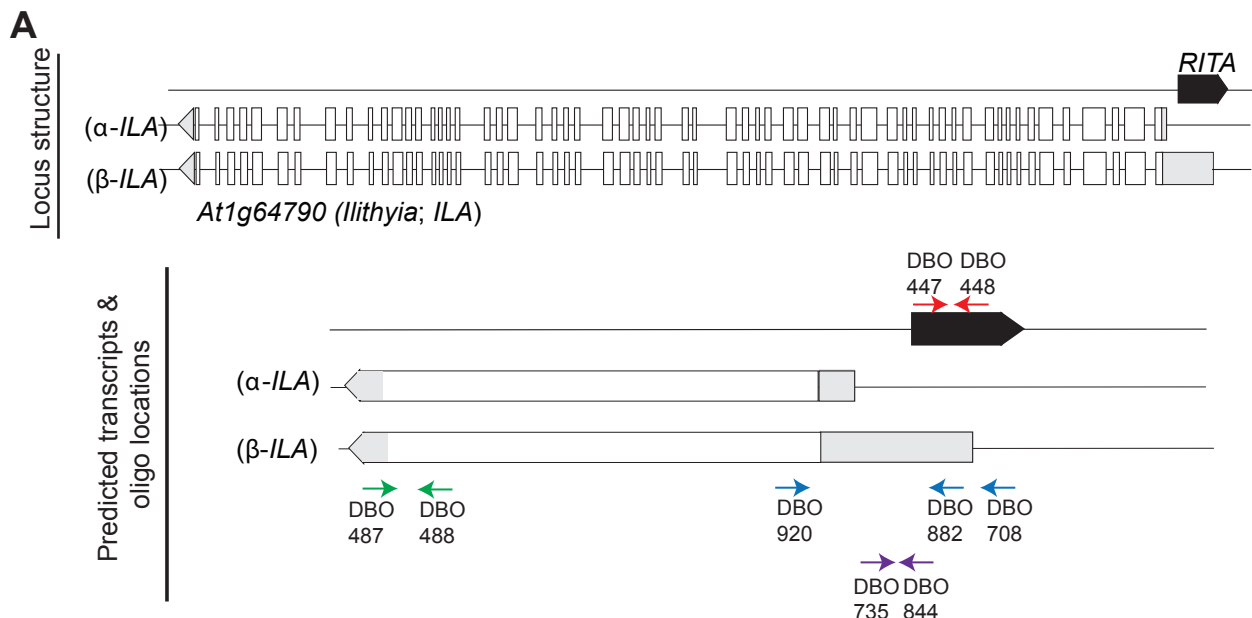 A
Locus structure
RITA
(α-ILA)
(β-ILA)
At1g64790 (Ilithyia; ILA)
Predicted transcripts &
oligo locations
DBO DBO
447 448
(α-ILA)
(β-ILA)
DBO DBO DBO DBO DBO
487 488 920 882 708
DBO DBO
735 844